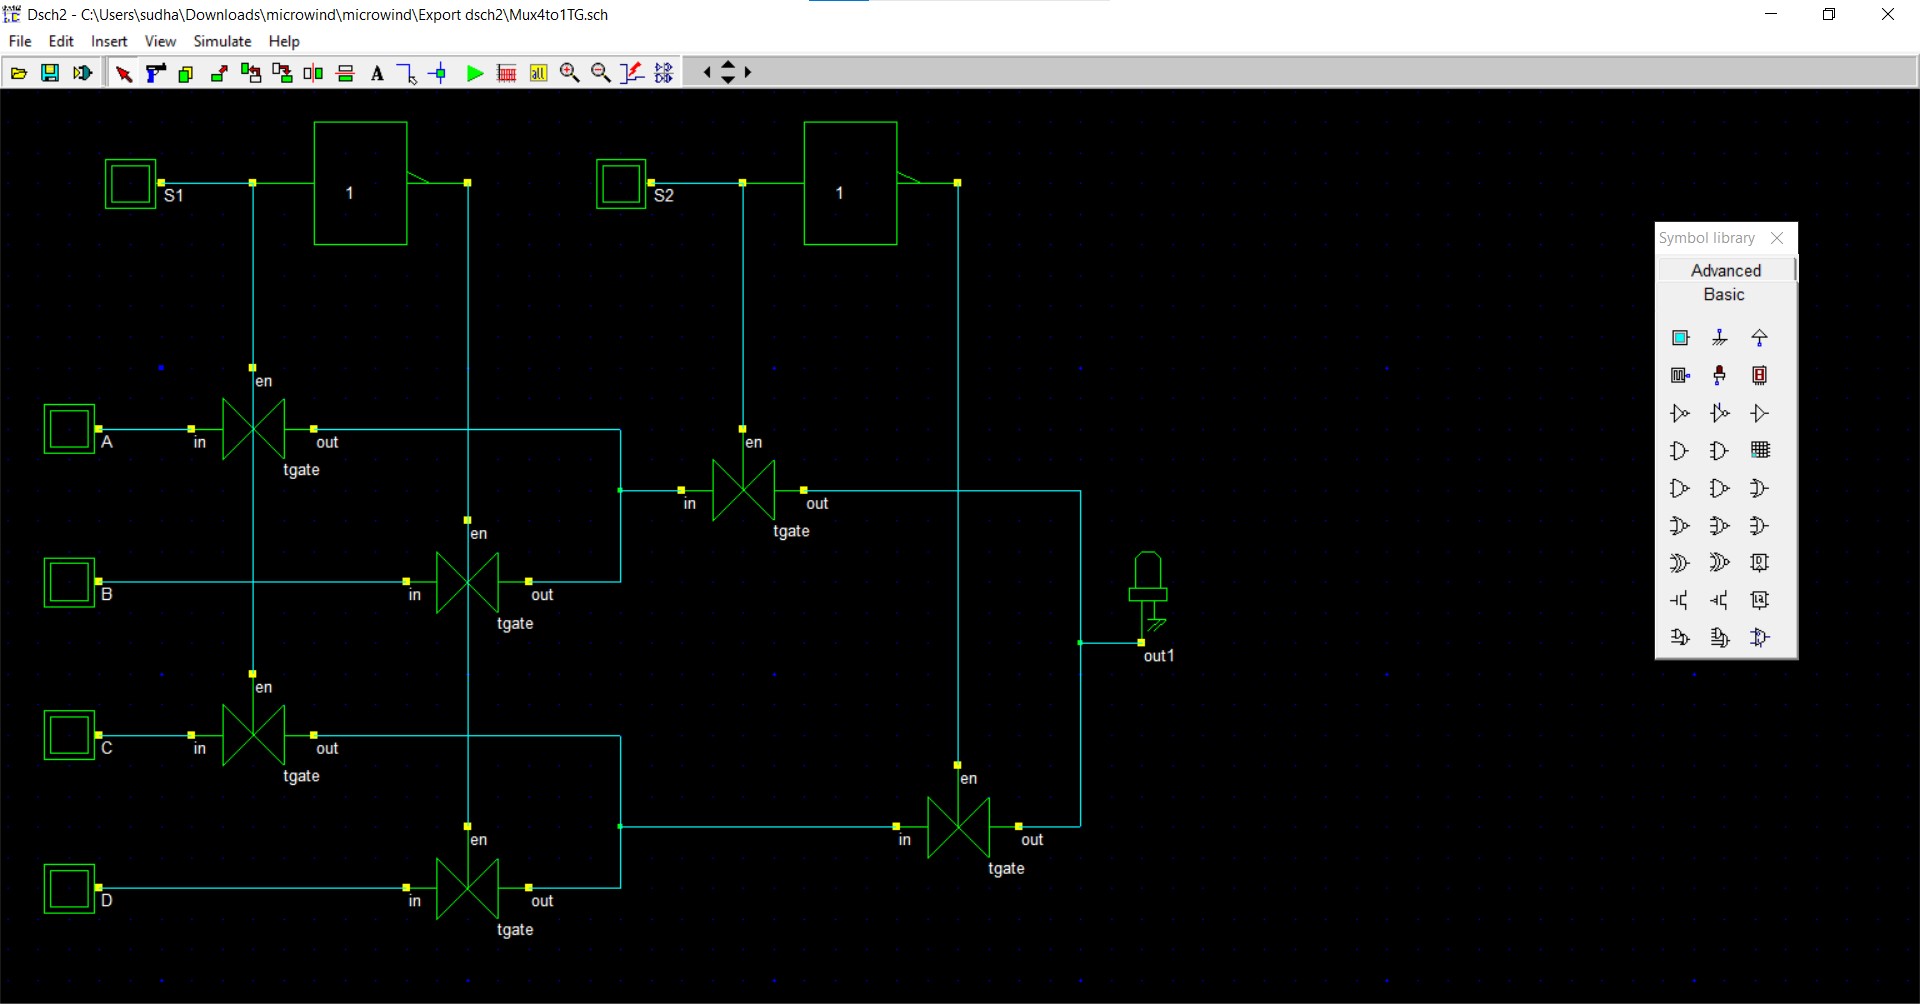 Dsch2 - C:\Users\sudha\Downloads\microwind\microwind\Export dsch2\Mux4to1TG.sch
File Edit Insert View Simulate Help
A all
S1 1 S2 1
Symbol library
Advanced
Basic
en
A in out en
tgate
in out
en tgate
B in out
tgate
out1
en
C in out
tgate en
en in out
D in out tgate
tgate